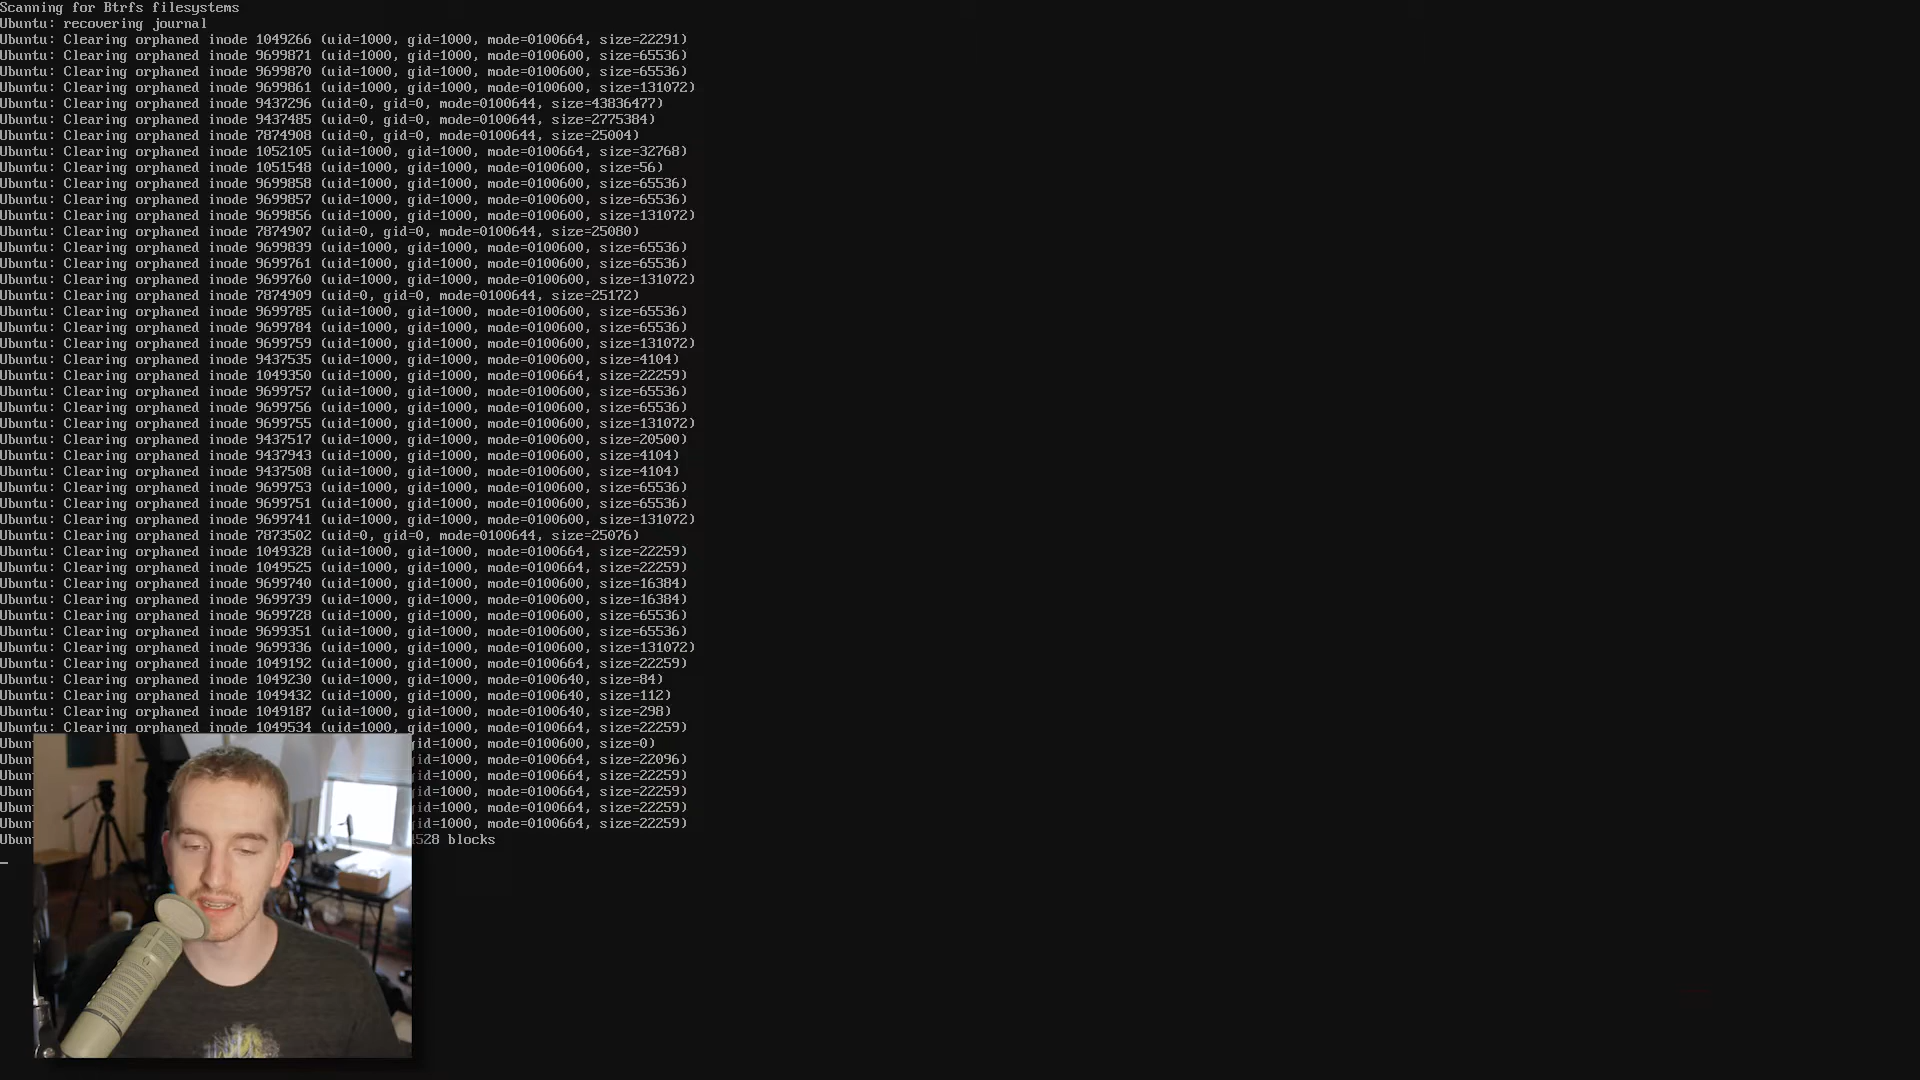 Scanning for Btrfs filesystems
Ubuntu: recovering journal
Ubuntu: Clearing orphaned inode 1049266 (uid=1000, gid=1000, mode=0100664, size=22291)
Ubuntu: Clearing orphaned inode 9699871 (uid=1000, gid=1000, mode=0100600, size=65536)
Ubuntu: Clearing orphaned inode 9699870 (uid=1000, gid=1000, mode=0100600, size=65536)
Ubuntu: Clearing orphaned inode 9699861 (uid=1000, gid=1000, mode=0100600, size=131072)
Ubuntu: Clearing orphaned inode 9437296 (uid=0, gid=0, mode=0100644, size=43836477)
Ubuntu: Clearing orphaned inode 9437485 (uid=0, gid=0, mode=0100644, size=2775384)
Ubuntu: Clearing orphaned inode 7874908 (uid=0, gid=0, mode=0100644, size=25004)
Ubuntu: Clearing orphaned inode 1052105 (uid=1000, gid=1000, mode=0100664, size=32768)
Ubuntu: Clearing orphaned inode 1051548 (uid=1000, gid=1000, mode=0100600, size=56)
Ubuntu: Clearing orphaned inode 9699858 (uid=1000, gid=1000, mode=0100600, size=65536)
Ubuntu: Clearing orphaned inode 9699857 (uid=1000, gid=1000, mode=0100600, size=65536)
Ubuntu: Clearing orphaned inode 9699856 (uid=1000, gid=1000, mode=0100600, size=131072)
Ubuntu: Clearing orphaned inode 7874907 (uid=0, gid=0, mode=0100644, size=25080)
Ubuntu: Clearing orphaned inode 9699839 (uid=1000, gid=1000, mode=0100600, size=65536)
Ubuntu: Clearing orphaned inode 9699761 (uid=1000, gid=1000, mode=0100600, size=65536)
Ubuntu: Clearing orphaned inode 9699760 (uid=1000, gid=1000, mode=0100600, size=131072)
Ubuntu: Clearing orphaned inode 7874909 (uid=0, gid=0, mode=0100644, size=25172)
Ubuntu: Clearing orphaned inode 9699785 (uid=1000, gid=1000, mode=0100600, size=65536)
Ubuntu: Clearing orphaned inode 9699784 (uid=1000, gid=1000, mode=0100600, size=65536)
Ubuntu: Clearing orphaned inode 9699759 (uid=1000, gid=1000, mode=0100600, size=131072)
Ubuntu: Clearing orphaned inode 9437535 (uid=1000, gid=1000, mode=0100600, size=4104)
Ubuntu: Clearing orphaned inode 1049350 (uid=1000, gid=1000, mode=0100664, size=22259)
Ubuntu: Clearing orphaned inode 9699757 (uid=1000, gid=1000, mode=0100600, size=65536)
Ubuntu: Clearing orphaned inode 9699756 (uid=1000, gid=1000, mode=0100600, size=65536)
Ubuntu: Clearing orphaned inode 9699755 (uid=1000, gid=1000, mode=0100600, size=131072)
Ubuntu: Clearing orphaned inode 9437517 (uid=1000, gid=1000, mode=0100600, size=20500)
Ubuntu: Clearing orphaned inode 9437943 (uid=1000, gid=1000, mode=0100600, size=4104)
Ubuntu: Clearing orphaned inode 9437508 (uid=1000, gid=1000, mode=0100600, size=4104)
Ubuntu: Clearing orphaned inode 9699753 (uid=1000, gid=1000, mode=0100600, size=65536)
Ubuntu: Clearing orphaned inode 9699751 (uid=1000, gid=1000, mode=0100600, size=65536)
Ubuntu: Clearing orphaned inode 9699741 (uid=1000, gid=1000, mode=0100600, size=131072)
Ubuntu: Clearing orphaned inode 7873502 (uid=0, gid=0, mode=0100644, size=25076)
Ubuntu: Clearing orphaned inode 1049328 (uid=1000, gid=1000, mode=0100664, size=22259)
Ubuntu: Clearing orphaned inode 1049525 (uid=1000, gid=1000, mode=0100664, size=22259)
Ubuntu: Clearing orphaned inode 9699740 (uid=1000, gid=1000, mode=0100600, size=16384)
Ubuntu: Clearing orphaned inode 9699739 (uid=1000, gid=1000, mode=0100600, size=16384)
Ubuntu: Clearing orphaned inode 9699728 (uid=1000, gid=1000, mode=0100600, size=65536)
Ubuntu: Clearing orphaned inode 9699351 (uid=1000, gid=1000, mode=0100600, size=65536)
Ubuntu: Clearing orphaned inode 9699336 (uid=1000, gid=1000, mode=0100600, size=131072)
Ubuntu: Clearing orphaned inode 1049192 (uid=1000, gid=1000, mode=0100664, size=22259)
Ubuntu: Clearing orphaned inode 1049230 (uid=1000, gid=1000, mode=0100640, size=84)
Ubuntu: Clearing orphaned inode 1049432 (uid=1000, gid=1000, mode=0100640, size=112)
Ubuntu: Clearing orphaned inode 1049187 (uid=1000, gid=1000, mode=0100640, size=298)
Ubuntu: Clearing orphaned inode 1049534 (uid=1000, gid=1000, mode=0100664, size=22259)
Ubun gid=1000, mode=0100600, size=0)
Ubun gid=1000, mode=0100664, size=22096)
Ubun gid=1000, mode=0100664, size=22259)
Ubun gid=1000, mode=0100664, size=22259)
Ubun gid=1000, mode=0100664, size=22259)
Ubun gid=1000, mode=0100664, size=22259)
Ubun 528 blocks